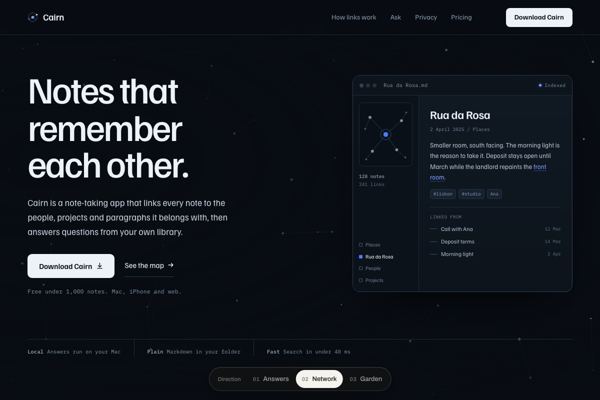 Cairn
How links work
Ask
Privacy
Pricing
Download Cairn
Notes that
remember
each other.
Cairn is a note-taking app that links every note to the
people, projects and paragraphs it belongs with, then
answers questions from your own library.
Download Cairn
See the map
Free under 1,000 notes. Mac, iPhone and web.
Rua da Rosa.md
Indexed
128 notes
241 links
Places
Rua da Rosa
People
Projects
Rua da Rosa
2 April 2025 / Places
Smaller room, south facing. The morning light is
the reason to take it. Deposit stays open until
March while the landlord repaints the front
room.
#lisbon
#studio
Ana
LINKED FROM
Call with Ana
12 Mar
Deposit terms
14 Mar
Morning light
2 Apr
Local Answers run on your Mac
Plain Markdown in your folder
Fast Search in under 40 ms
Direction
01 Answers
02 Network
03 Garden